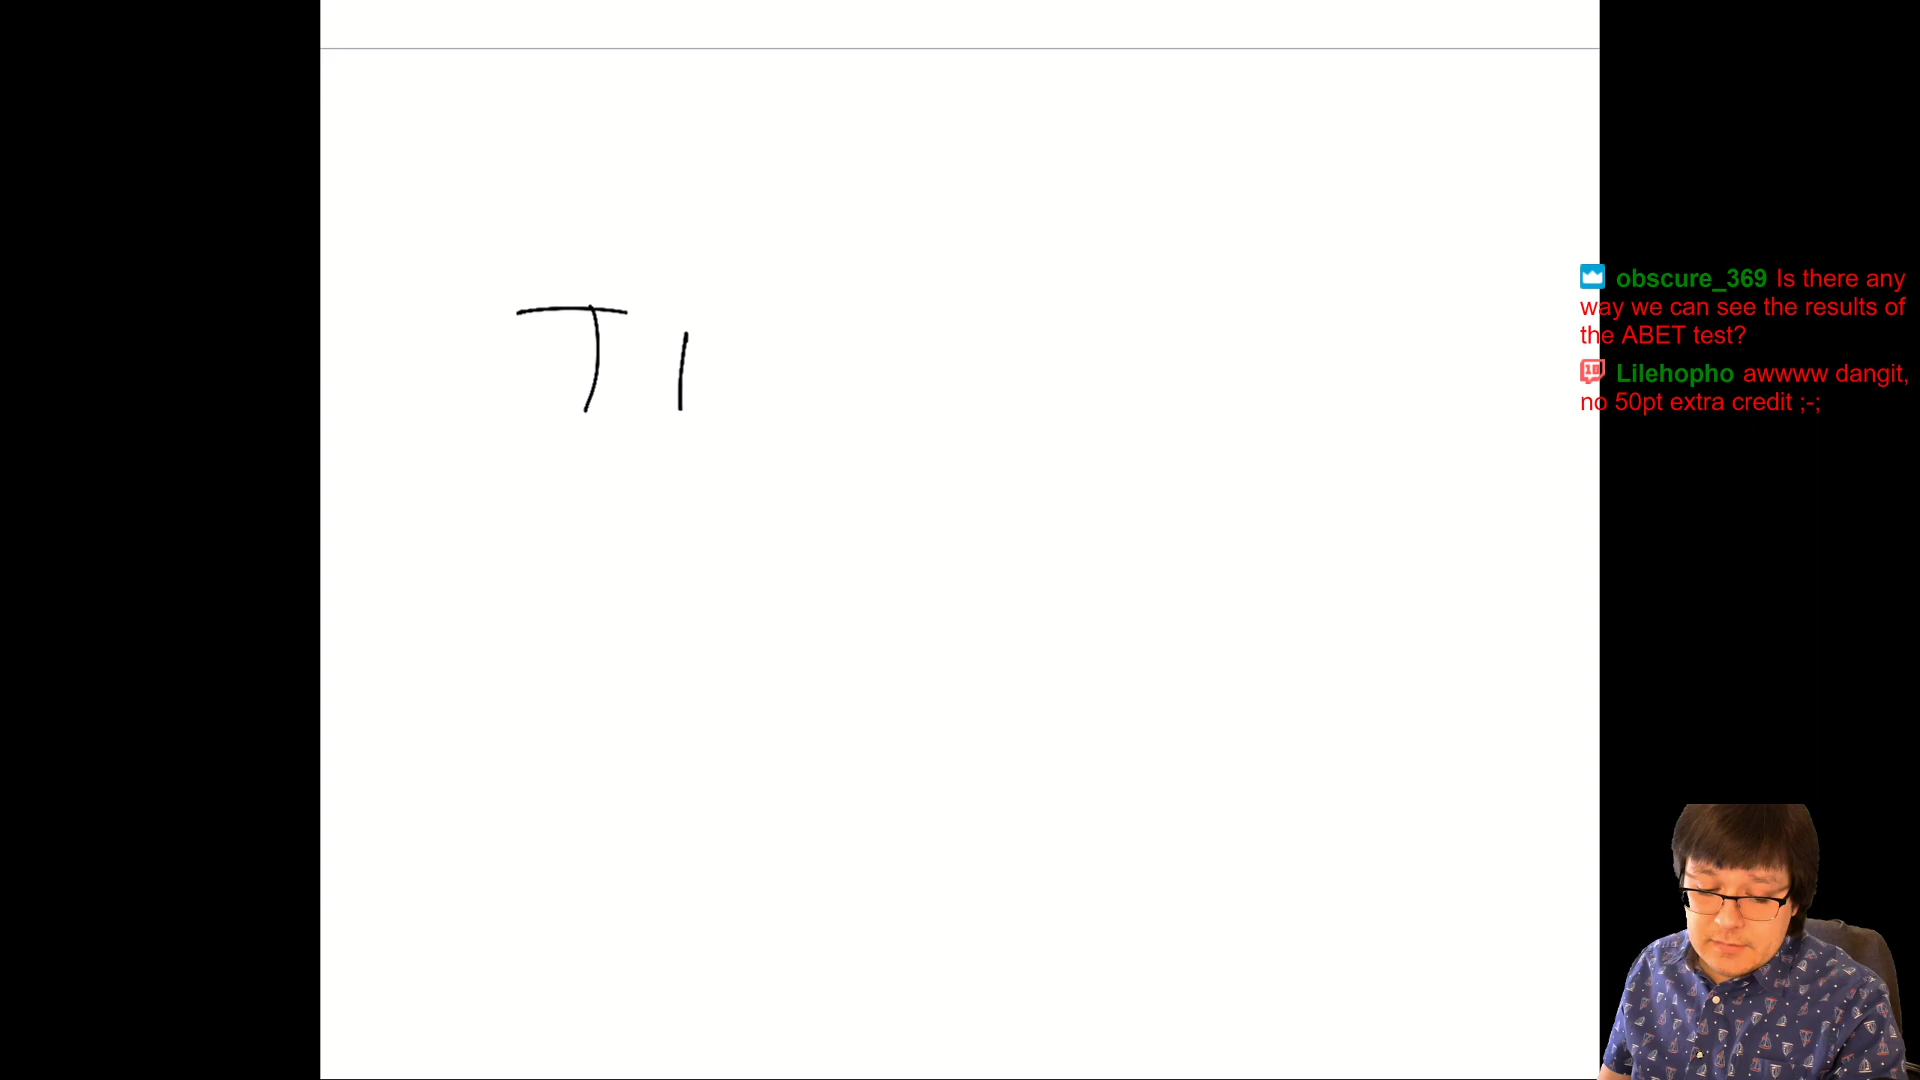 TI
obscure_369 Is there any
way we can see the results of
the ABET test?
Lilehopho awwww dangit,
no 50pt extra credit ;-;